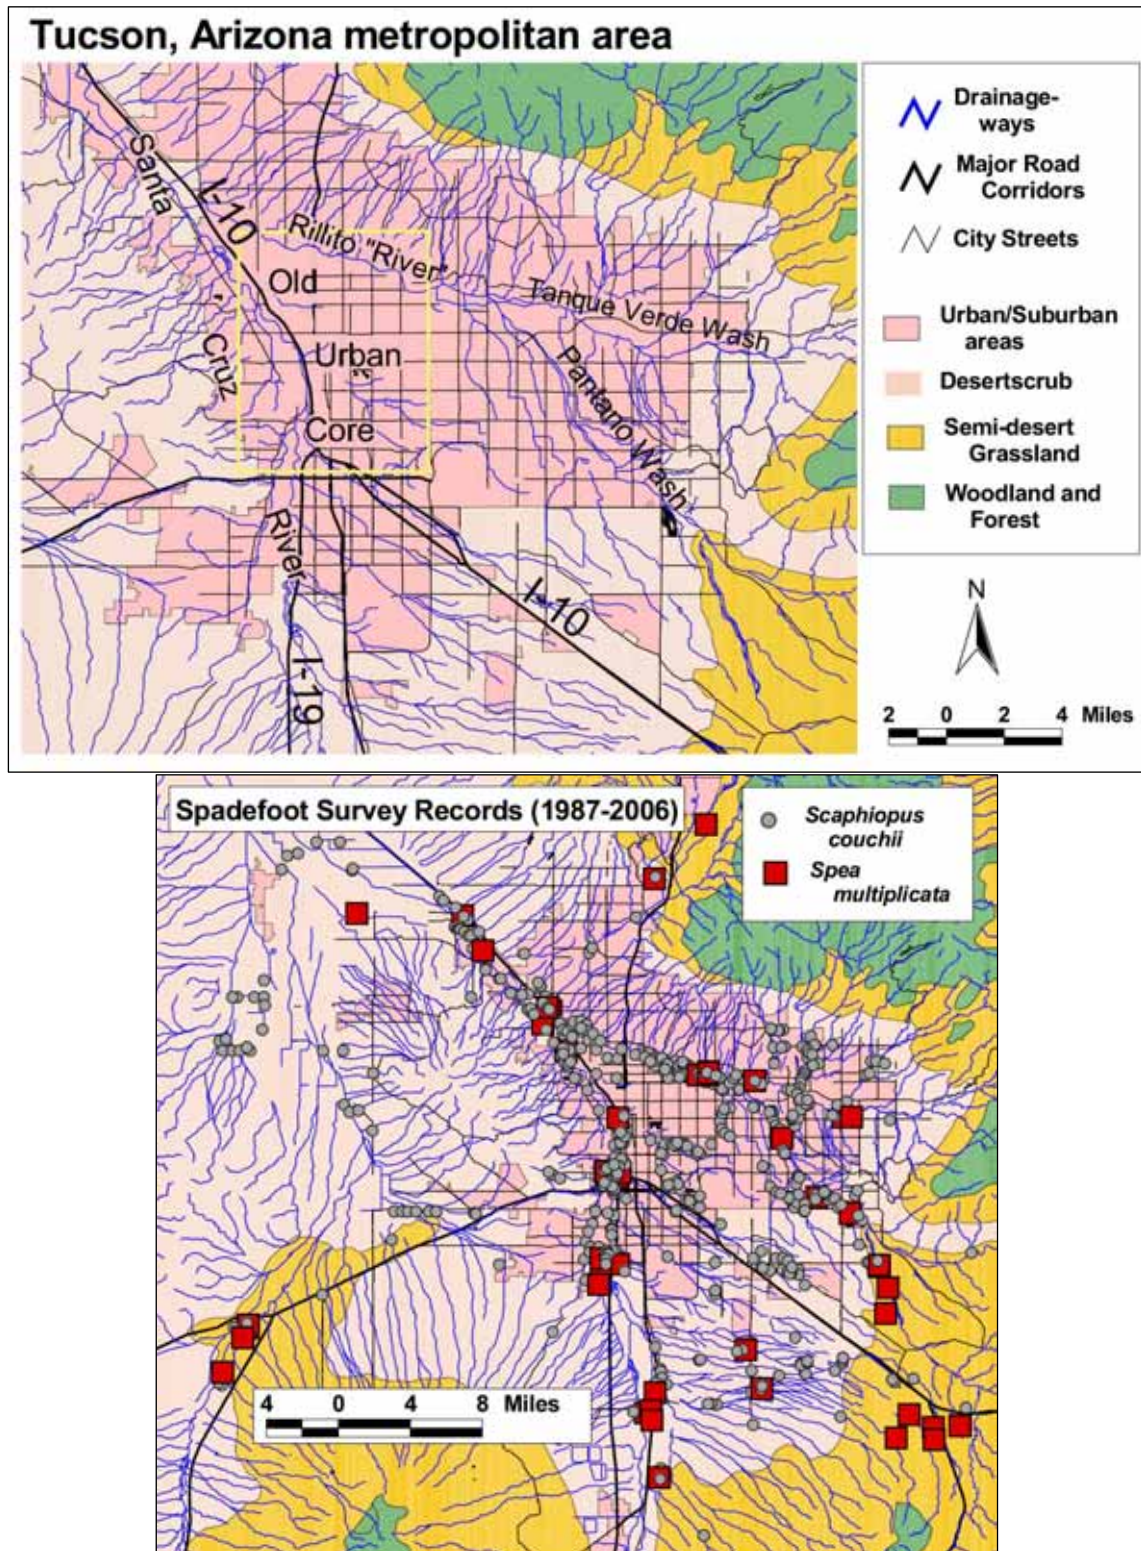 Tucson, Arizona metropolitan area
Santa
I-10
Rillito "River"
Old
Tanque Verde Wash
Cruz
Urban
Pantano Wash
Core
River
I-10
I-19
Drainage-
ways
Major Road
Corridors
City Streets
Urban/Suburban
areas
Desertscrub
Semi-desert
Grassland
Woodland and
Forest
N
2 0 2 4 Miles
Spadefoot Survey Records (1987-2006)
Scaphiopus
couchii
Spea
multiplicata
4 0 4 8 Miles